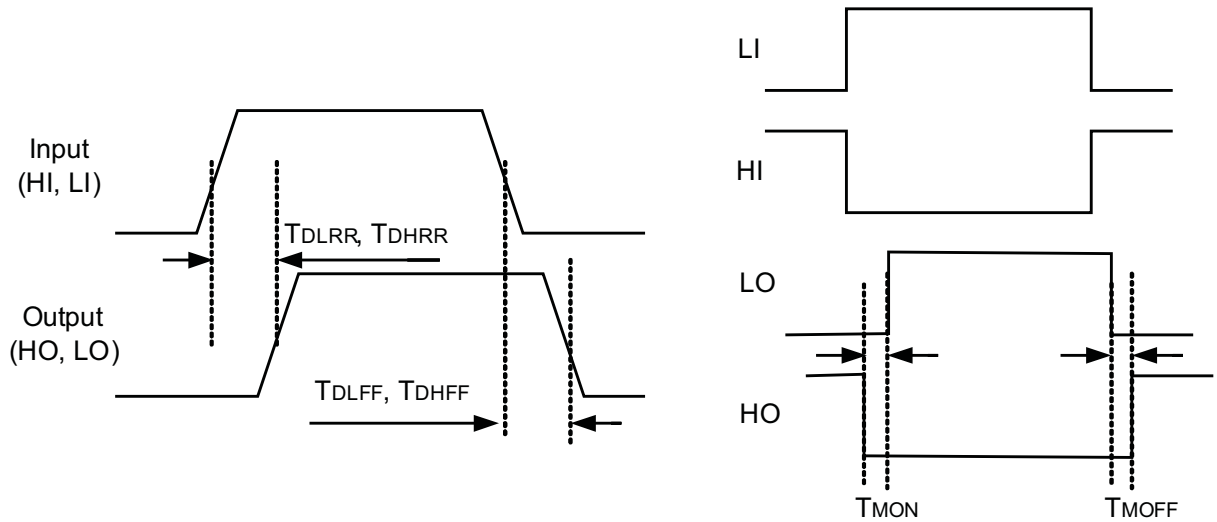 Input
(HI, LI)
TDLRR, TDHRR
Output
(HO, LO)
TDLFF, TDHFF
LI
HI
LO
HO
TMON
TMOFF